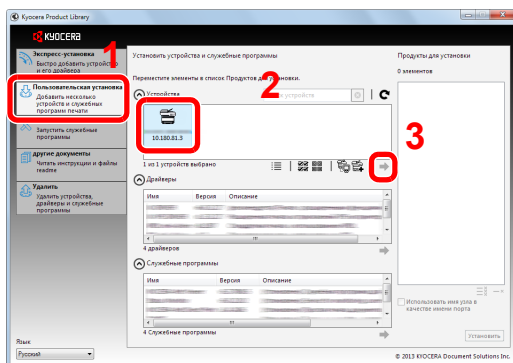 Kyocera Product Library
KYOCERA
1
Экспресс-установка
Быстро добавить устройство
и его драйвера
Пользовательская установка
Добавить несколько
устройств и служебных
программ печати
Запустить служебные
программы
другие документы
Читать инструкции и файлы
readme
Удалить
Удалить устройства,
драйверы и служебные
программы
Язык
Русский
Установить устройства и служебные программы
Переместите элементы в список Продуктов для установки.
2
Устройства
устройств
10.180.81.3
1 из 1 устройств выбрано
3
Драйверы
Имя Версия Описание
4 драйверов
Служебные программы
Имя Версия Описание
4 Служебные программы
Продукты для установки
0 элементов
Использовать имя узла в
качестве имени порта
Установить
© 2013 KYOCERA Document Solutions Inc.